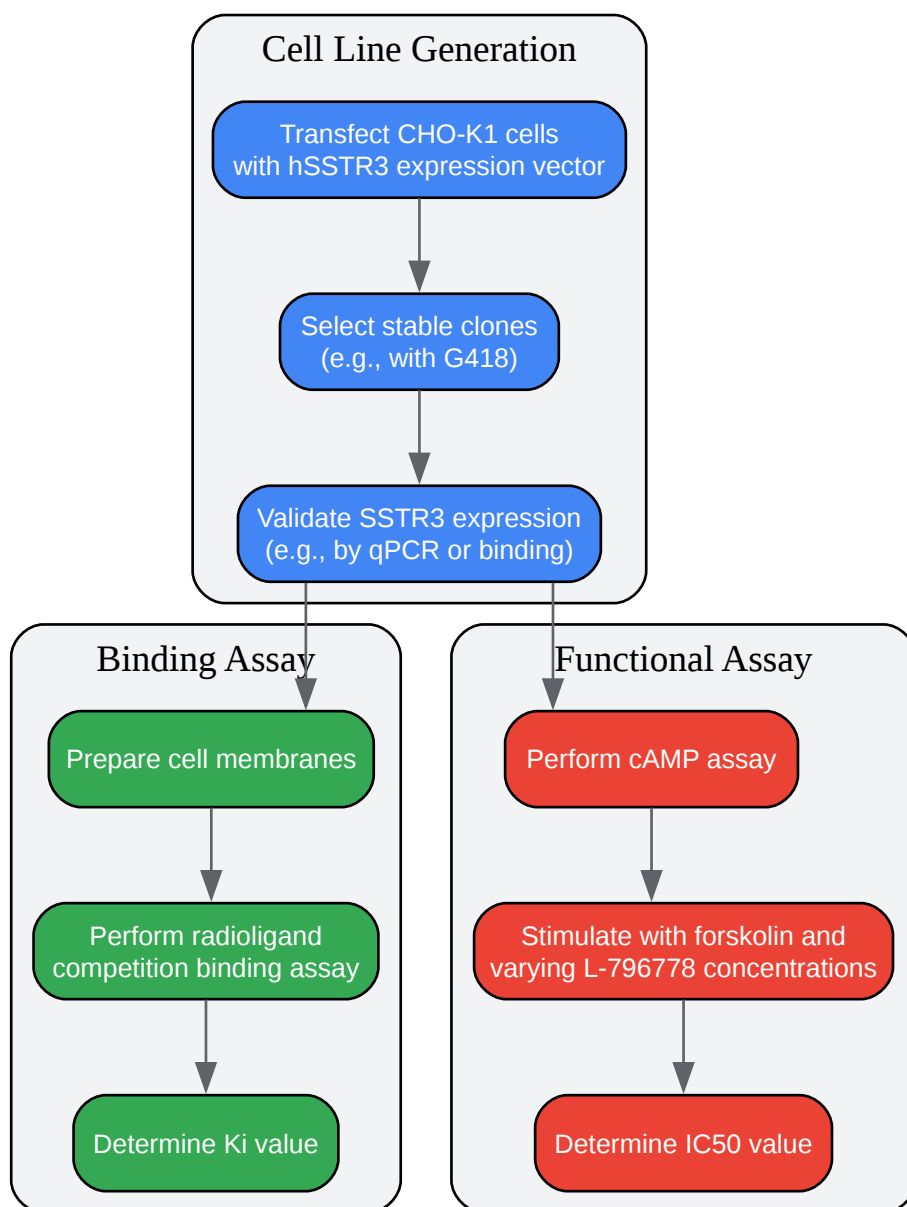 Cell Line Generation
Transfect CHO-K1 cells
with hSSTR3 expression vector
Select stable clones
(e.g., with G418)
Validate SSTR3 expression
(e.g., by qPCR or binding)
Binding Assay
Prepare cell membranes
Perform radioligand
competition binding assay
Determine Ki value
Functional Assay
Perform cAMP assay
Stimulate with forskolin and
varying L-796778 concentrations
Determine IC50 value